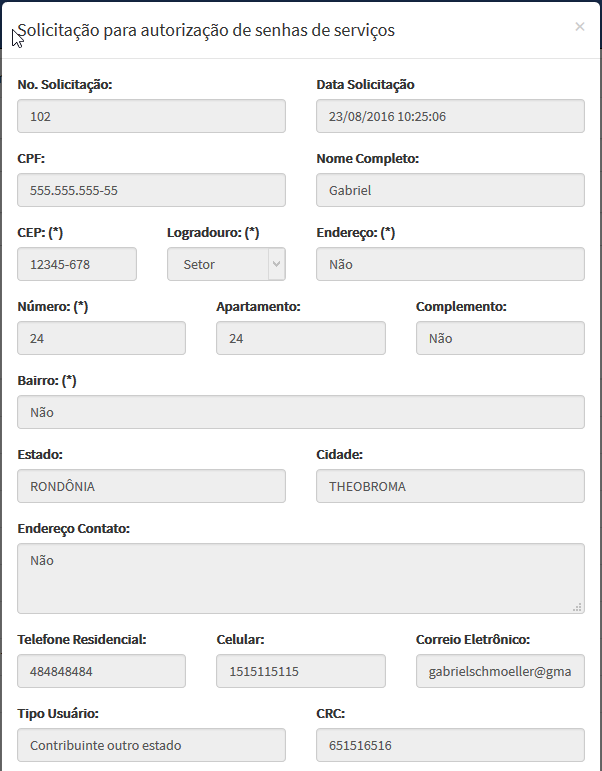 Solicitação para autorização de senhas de serviços ×
No. Solicitação: Data Solicitação
102 23/08/2016 10:25:06
CPF: Nome Completo:
555.555.555-55 Gabriel
CEP: (*) Logradouro: (*) Endereço: (*)
12345-678 Setor Não
Número: (*) Apartamento: Complemento:
24 24 Não
Bairro: (*)
Não
Estado: Cidade:
RONDÔNIA THEOBROMA
Endereço Contato:
Não
Telefone Residencial: Celular: Correio Eletrônico:
484848484 1515115115 gabrielschmoeller@gma
Tipo Usuário: CRC:
Contribuinte outro estado 651516516